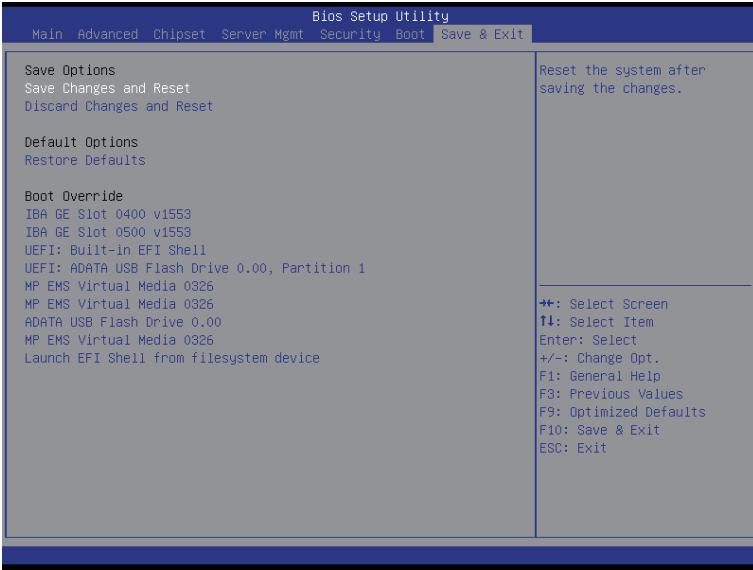 Bios Setup Utility
Main Advanced Chipset Server Mgmt Security Boot Save & Exit
Save Options
Save Changes and Reset
Discard Changes and Reset
Default Options
Restore Defaults
Boot Override
IBA GE Slot 0400 v1553
IBA GE Slot 0500 v1553
UEFI: Built-in EFI Shell
UEFI: ADATA USB Flash Drive 0.00, Partition 1
MP EMS Virtual Media 0326
MP EMS Virtual Media 0326
ADATA USB Flash Drive 0.00
MP EMS Virtual Media 0326
Launch EFI Shell from filesystem device
Reset the system after
saving the changes.
→←: Select Screen
↑↓: Select Item
Enter: Select
+/-: Change Opt.
F1: General Help
F3: Previous Values
F9: Optimized Defaults
F10: Save & Exit
ESC: Exit